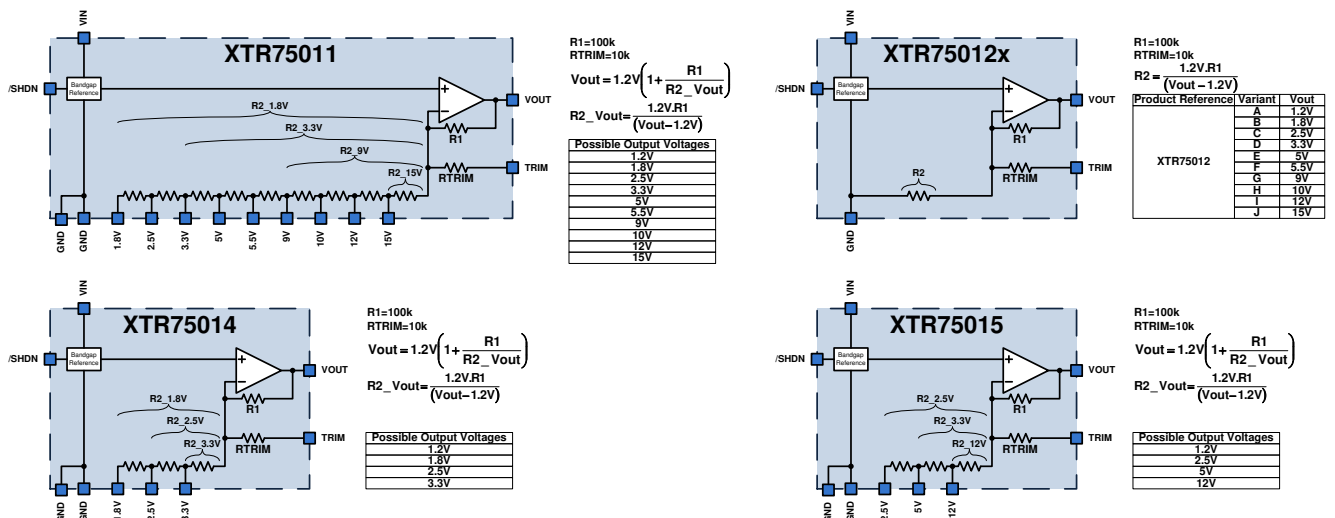 VIN
XTR75011
/SHDN
Bandgap
Reference
+
−
VOUT
R2_1.8V
R2_3.3V
R2_9V
R2_15V
R1
RTRIM
TRIM
GND
GND
1.8V
2.5V
3.3V
5V
5.5V
9V
10V
12V
15V
R1=100k
RTRIM=10k
Vout=1.2V(1+R1/R2_Vout)
R2_Vout=1.2V.R1/(Vout−1.2V)
Possible Output Voltages
1.2V
1.8V
2.5V
3.3V
5V
5.5V
9V
10V
12V
15V
VIN
XTR75012x
/SHDN
Bandgap
Reference
+
−
VOUT
R1
R2
RTRIM
TRIM
GND
R1=100k
RTRIM=10k
R2=1.2V.R1/(Vout−1.2V)
Product Reference Variant Vout
XTR75012
A 1.2V
B 1.8V
C 2.5V
D 3.3V
E 5V
F 5.5V
G 9V
H 10V
I 12V
J 15V
VIN
XTR75014
/SHDN
Bandgap
Reference
+
−
VOUT
R1
R2_1.8V
R2_2.5V
R2_3.3V
RTRIM
TRIM
GND
GND
1.8V
2.5V
3.3V
R1=100k
RTRIM=10k
Vout=1.2V(1+R1/R2_Vout)
R2_Vout=1.2V.R1/(Vout−1.2V)
Possible Output Voltages
1.2V
1.8V
2.5V
3.3V
VIN
XTR75015
/SHDN
Bandgap
Reference
+
−
VOUT
R1
R2_2.5V
R2_3.3V
R2_12V
RTRIM
TRIM
GND
GND
2.5V
5V
12V
R1=100k
RTRIM=10k
Vout=1.2V(1+R1/R2_Vout)
R2_Vout=1.2V.R1/(Vout−1.2V)
Possible Output Voltages
1.2V
2.5V
5V
12V